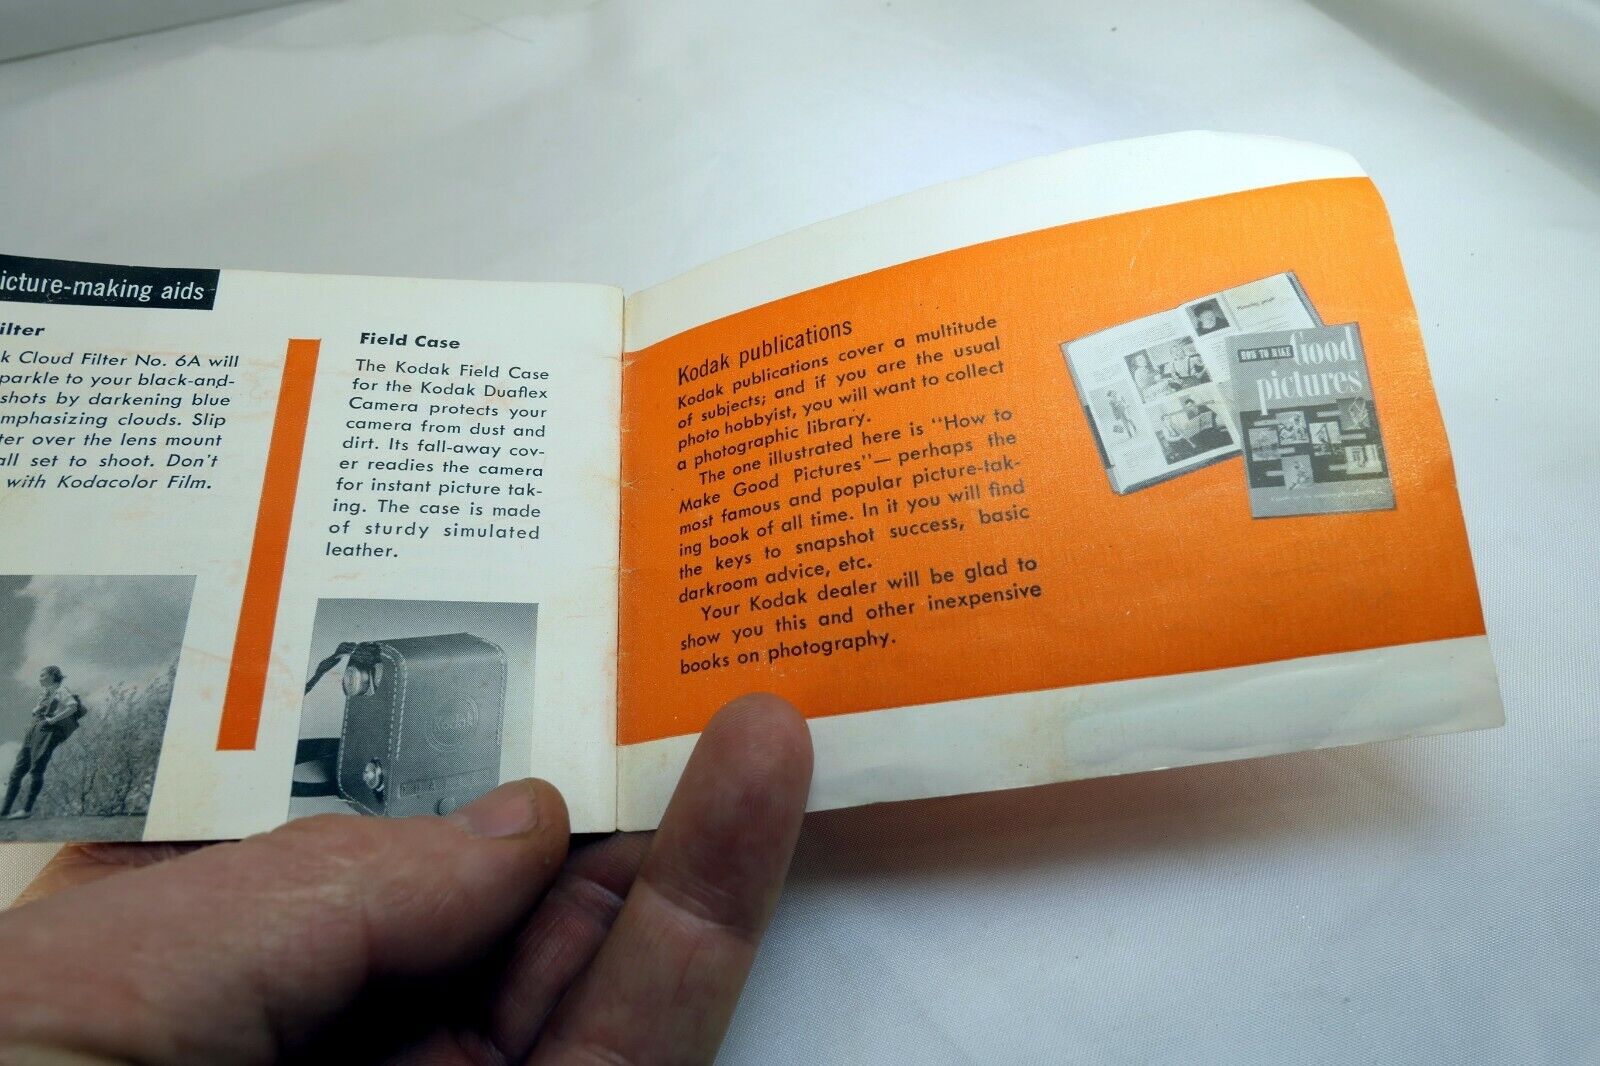 icture-making aids
ilter
k Cloud Filter No. 6A will
parkle to your black-and-
shots by darkening blue
mphasizing clouds. Slip
ter over the lens mount
all set to shoot. Don't
with Kodacolor Film.
Field Case
The Kodak Field Case
for the Kodak Duaflex
Camera protects your
camera from dust and
dirt. Its fall-away cov-
er readies the camera
for instant picture tak-
ing. The case is made
of sturdy simulated
leather.
Kodak publications
Kodak publications cover a multitude
of subjects; and if you are the usual
photo hobbyist, you will want to collect
a photographic library.
The one illustrated here is "How to
Make Good Pictures"—perhaps the
most famous and popular picture-tak-
ing book of all time. In it you will find
the keys to snapshot success, basic
darkroom advice, etc.
Your Kodak dealer will be glad to
show you this and other inexpensive
books on photography.
HOW TO MAKE Good
pictures